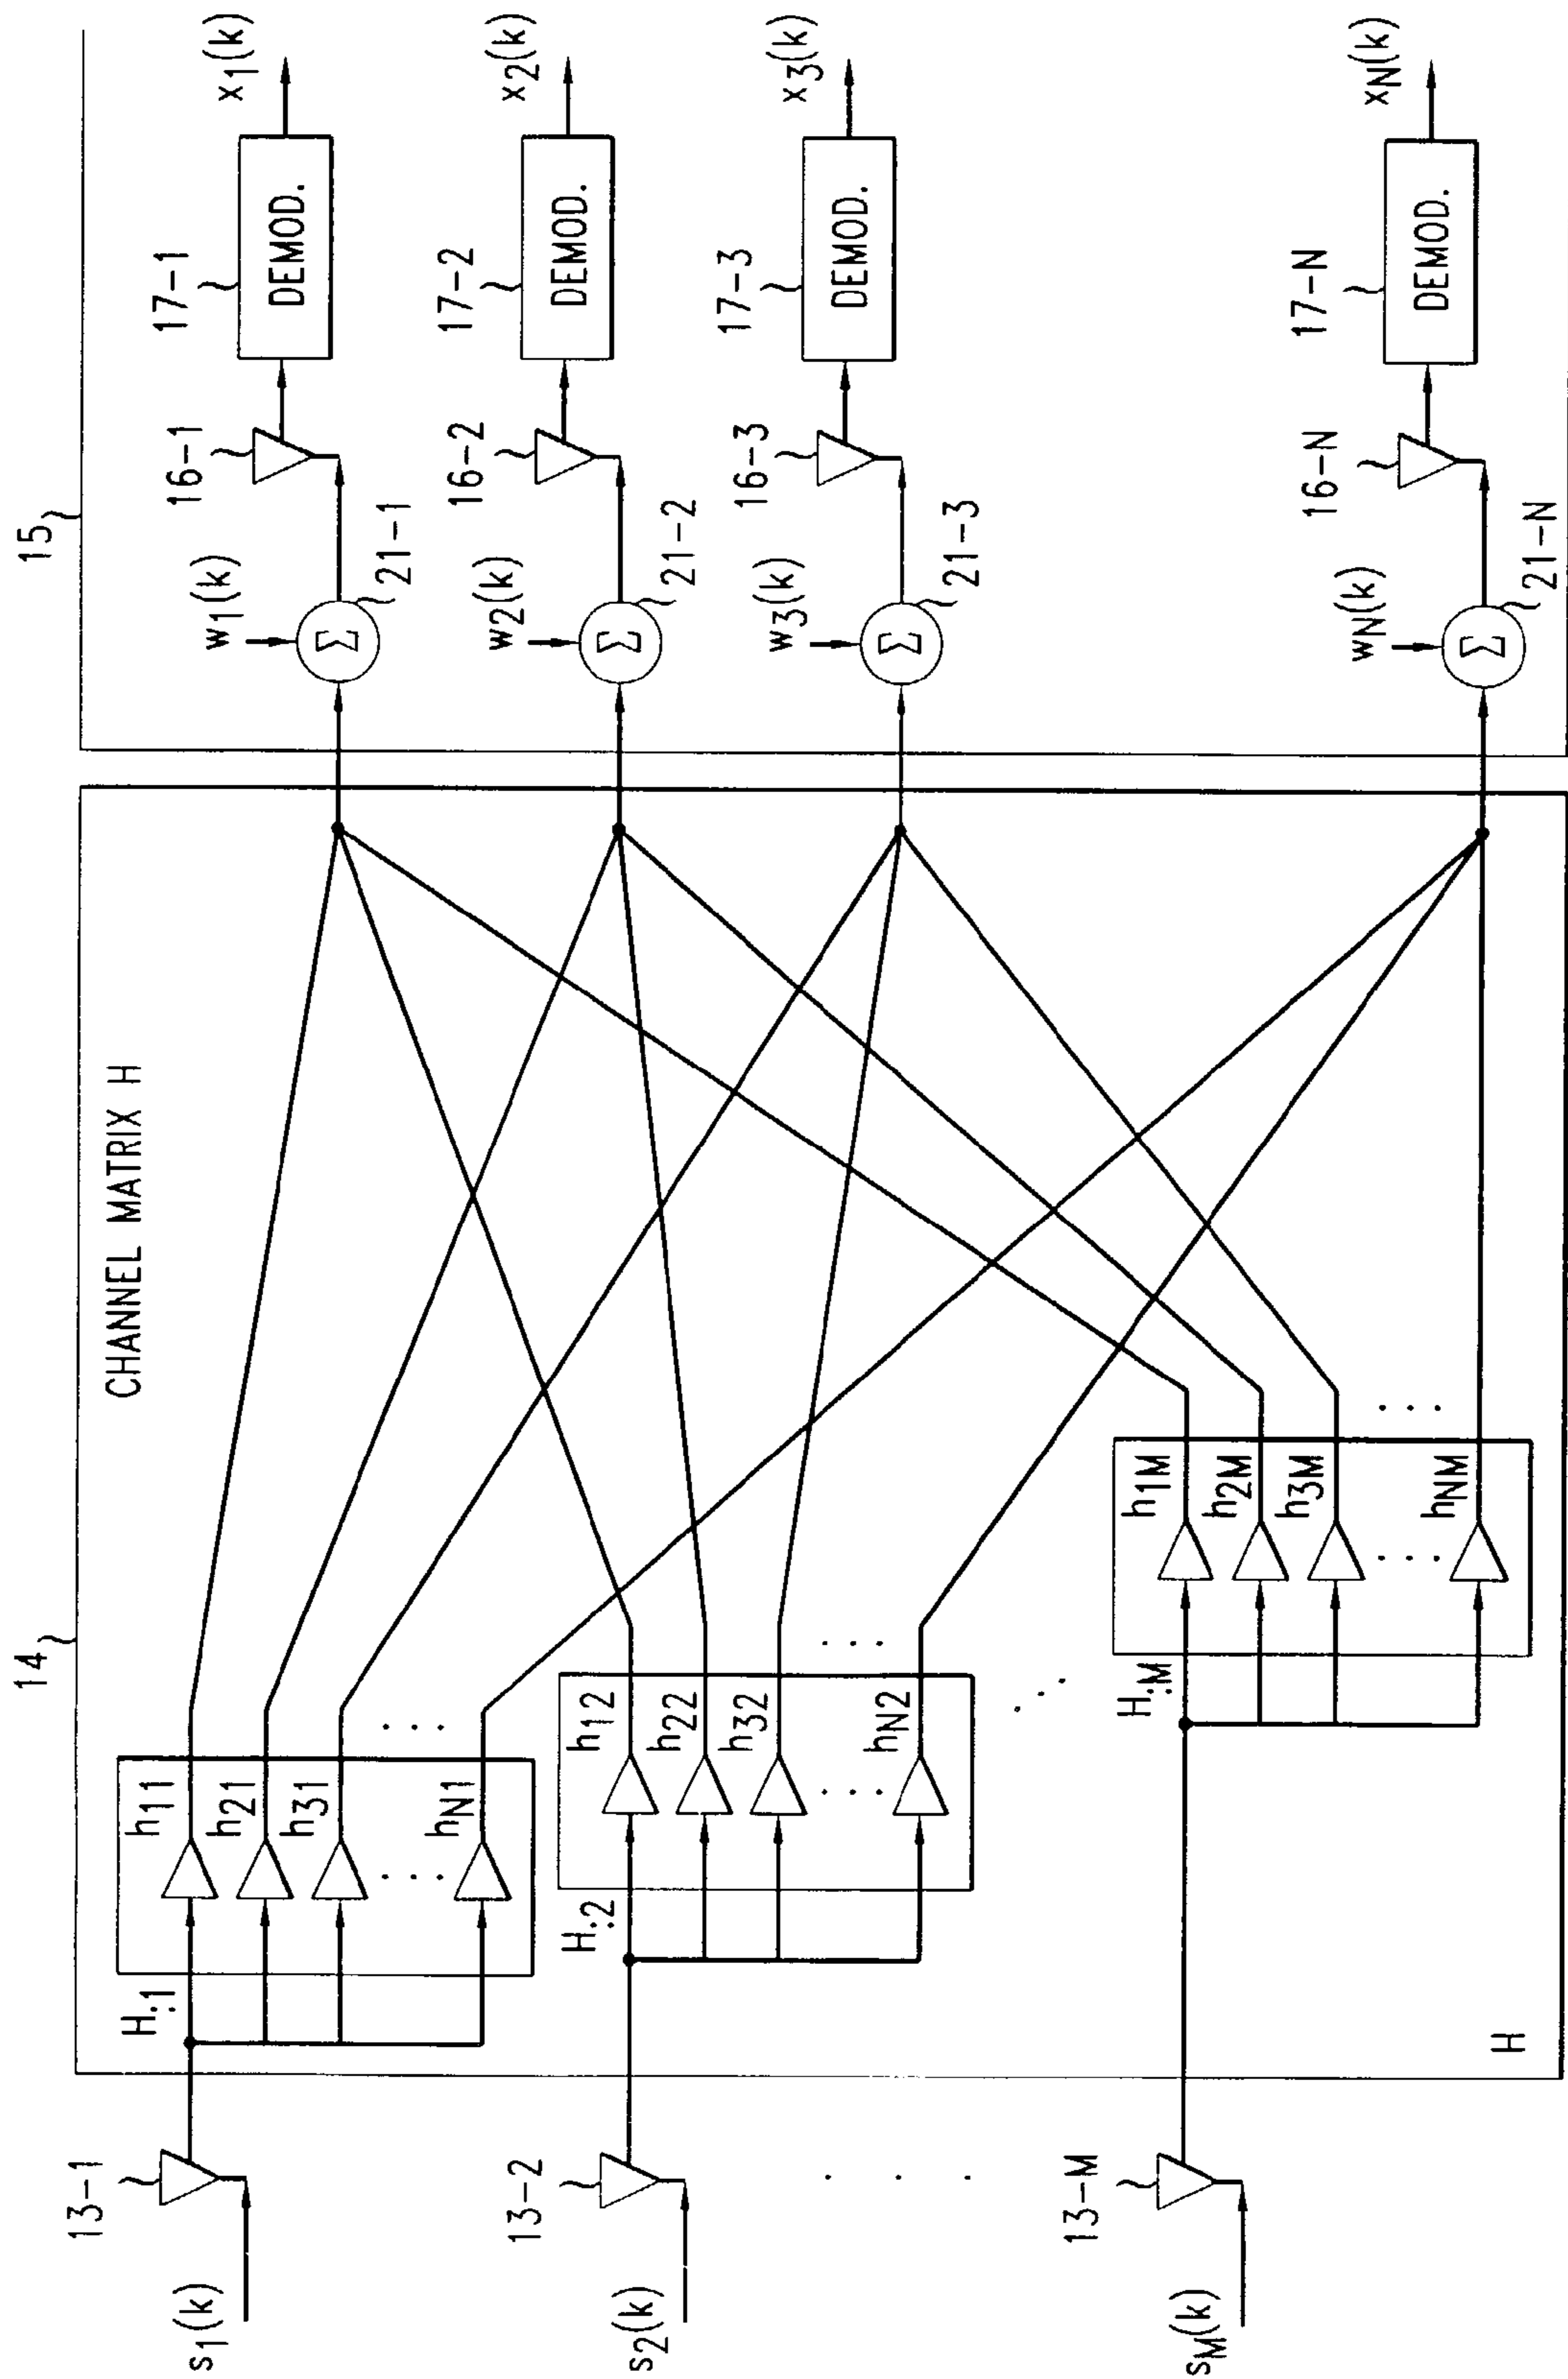 14
15
CHANNEL MATRIX H
s1(k)
13-1
H:1
h11
h21
h31
. . .
hN1
. . .
s2(k)
13-2
H:2
h12
h22
h32
. . .
hN2
. . .
. . .
. . .
sM(k)
13-M
H:M
h1M
h2M
h3M
. . .
hNM
. . .
H
w1(k)
Σ
21-1
16-1
17-1
DEMOD.
x1(k)
w2(k)
Σ
21-2
16-2
17-2
DEMOD.
x2(k)
w3(k)
Σ
21-3
16-3
17-3
DEMOD.
x3(k)
wN(k)
Σ
21-N
16-N
17-N
DEMOD.
xN(k)